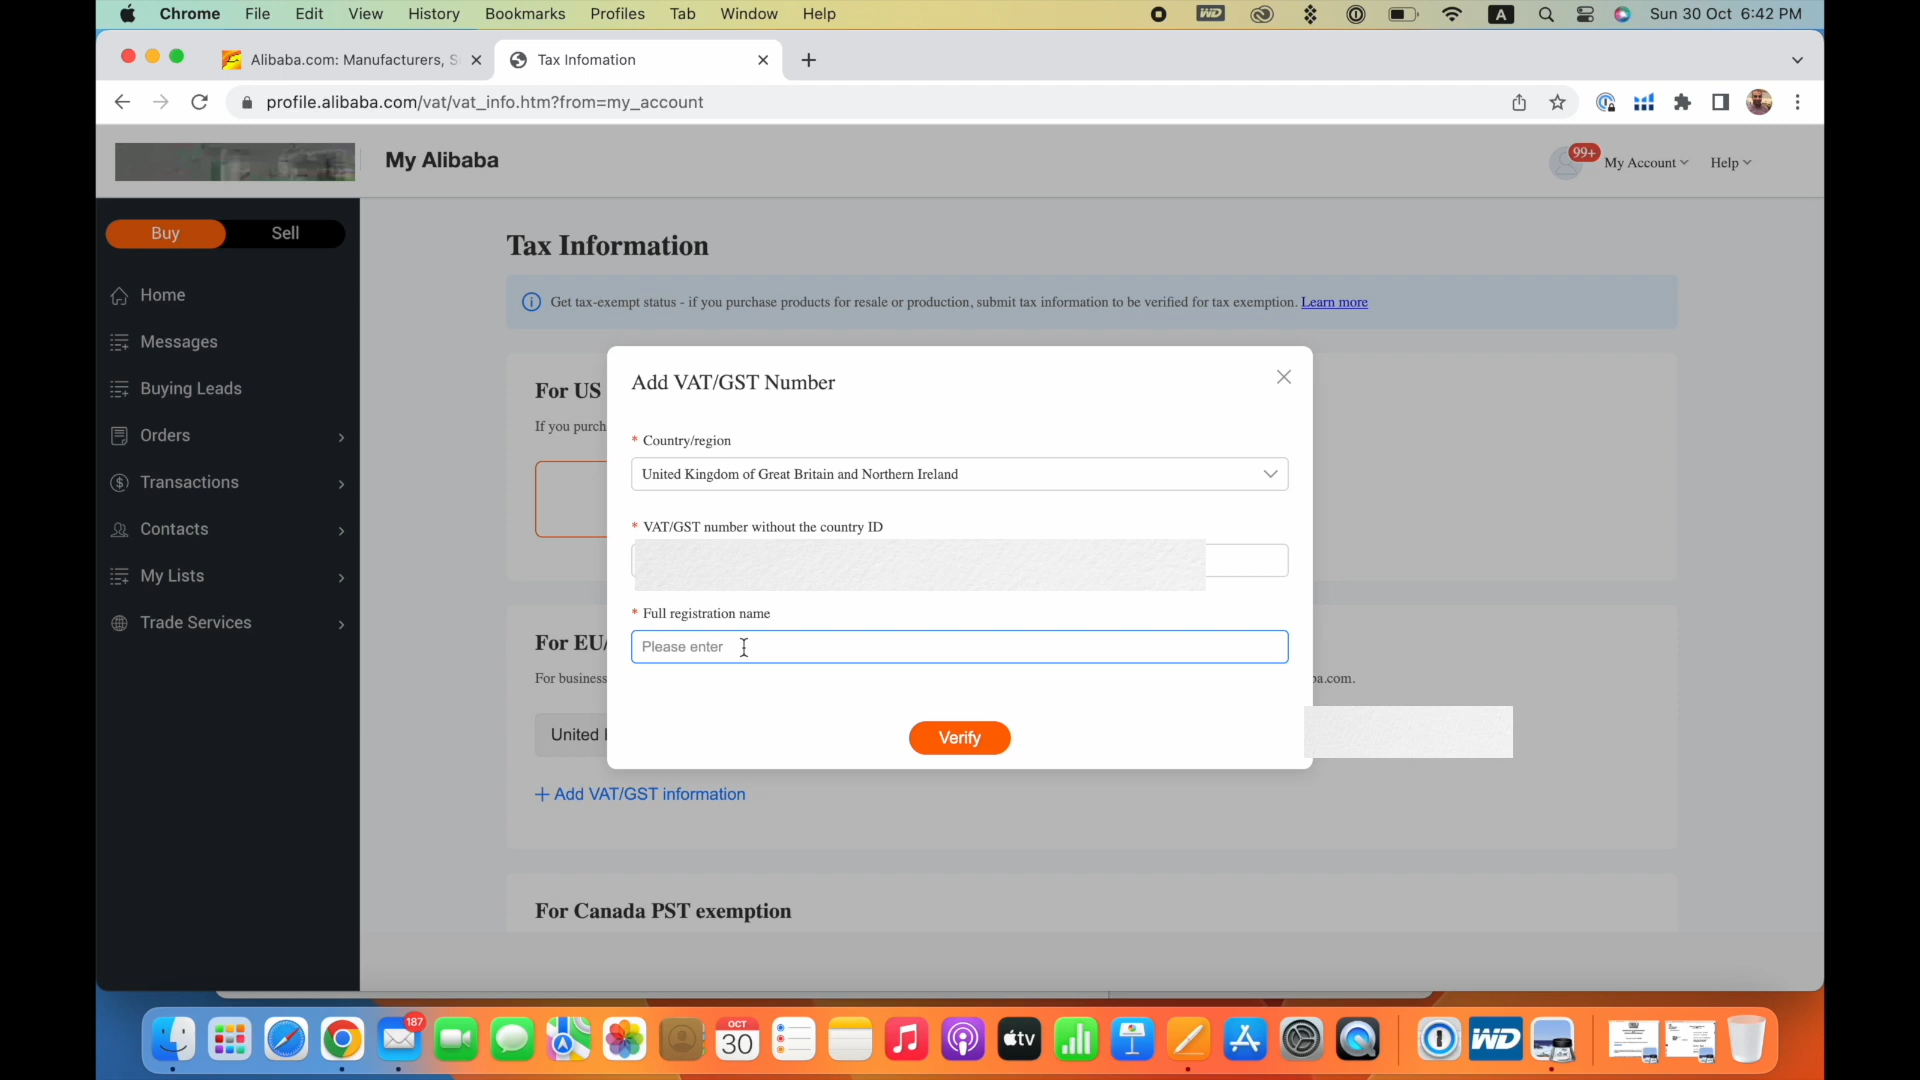 Chrome File Edit View History Bookmarks Profiles Tab Window Help
WD A Sun 30 Oct 6:42 PM
Alibaba.com: Manufacturers, S
Tax Infomation
profile.alibaba.com/vat/vat_info.htm?from=my_account
My Alibaba
99+
My Account
Help
Buy
Sell
Home
Messages
Buying Leads
Orders
Transactions
Contacts
My Lists
Trade Services
Tax Information
Get tax-exempt status - if you purchase products for resale or production, submit tax information to be verified for tax exemption. Learn more
For US
If you purch
Add VAT/GST Number
* Country/region
United Kingdom of Great Britain and Northern Ireland
* VAT/GST number without the country ID
* Full registration name
Please enter
Verify
For EU/
For business
ba.com.
United
+ Add VAT/GST information
For Canada PST exemption
187
OCT
30
tv
WD